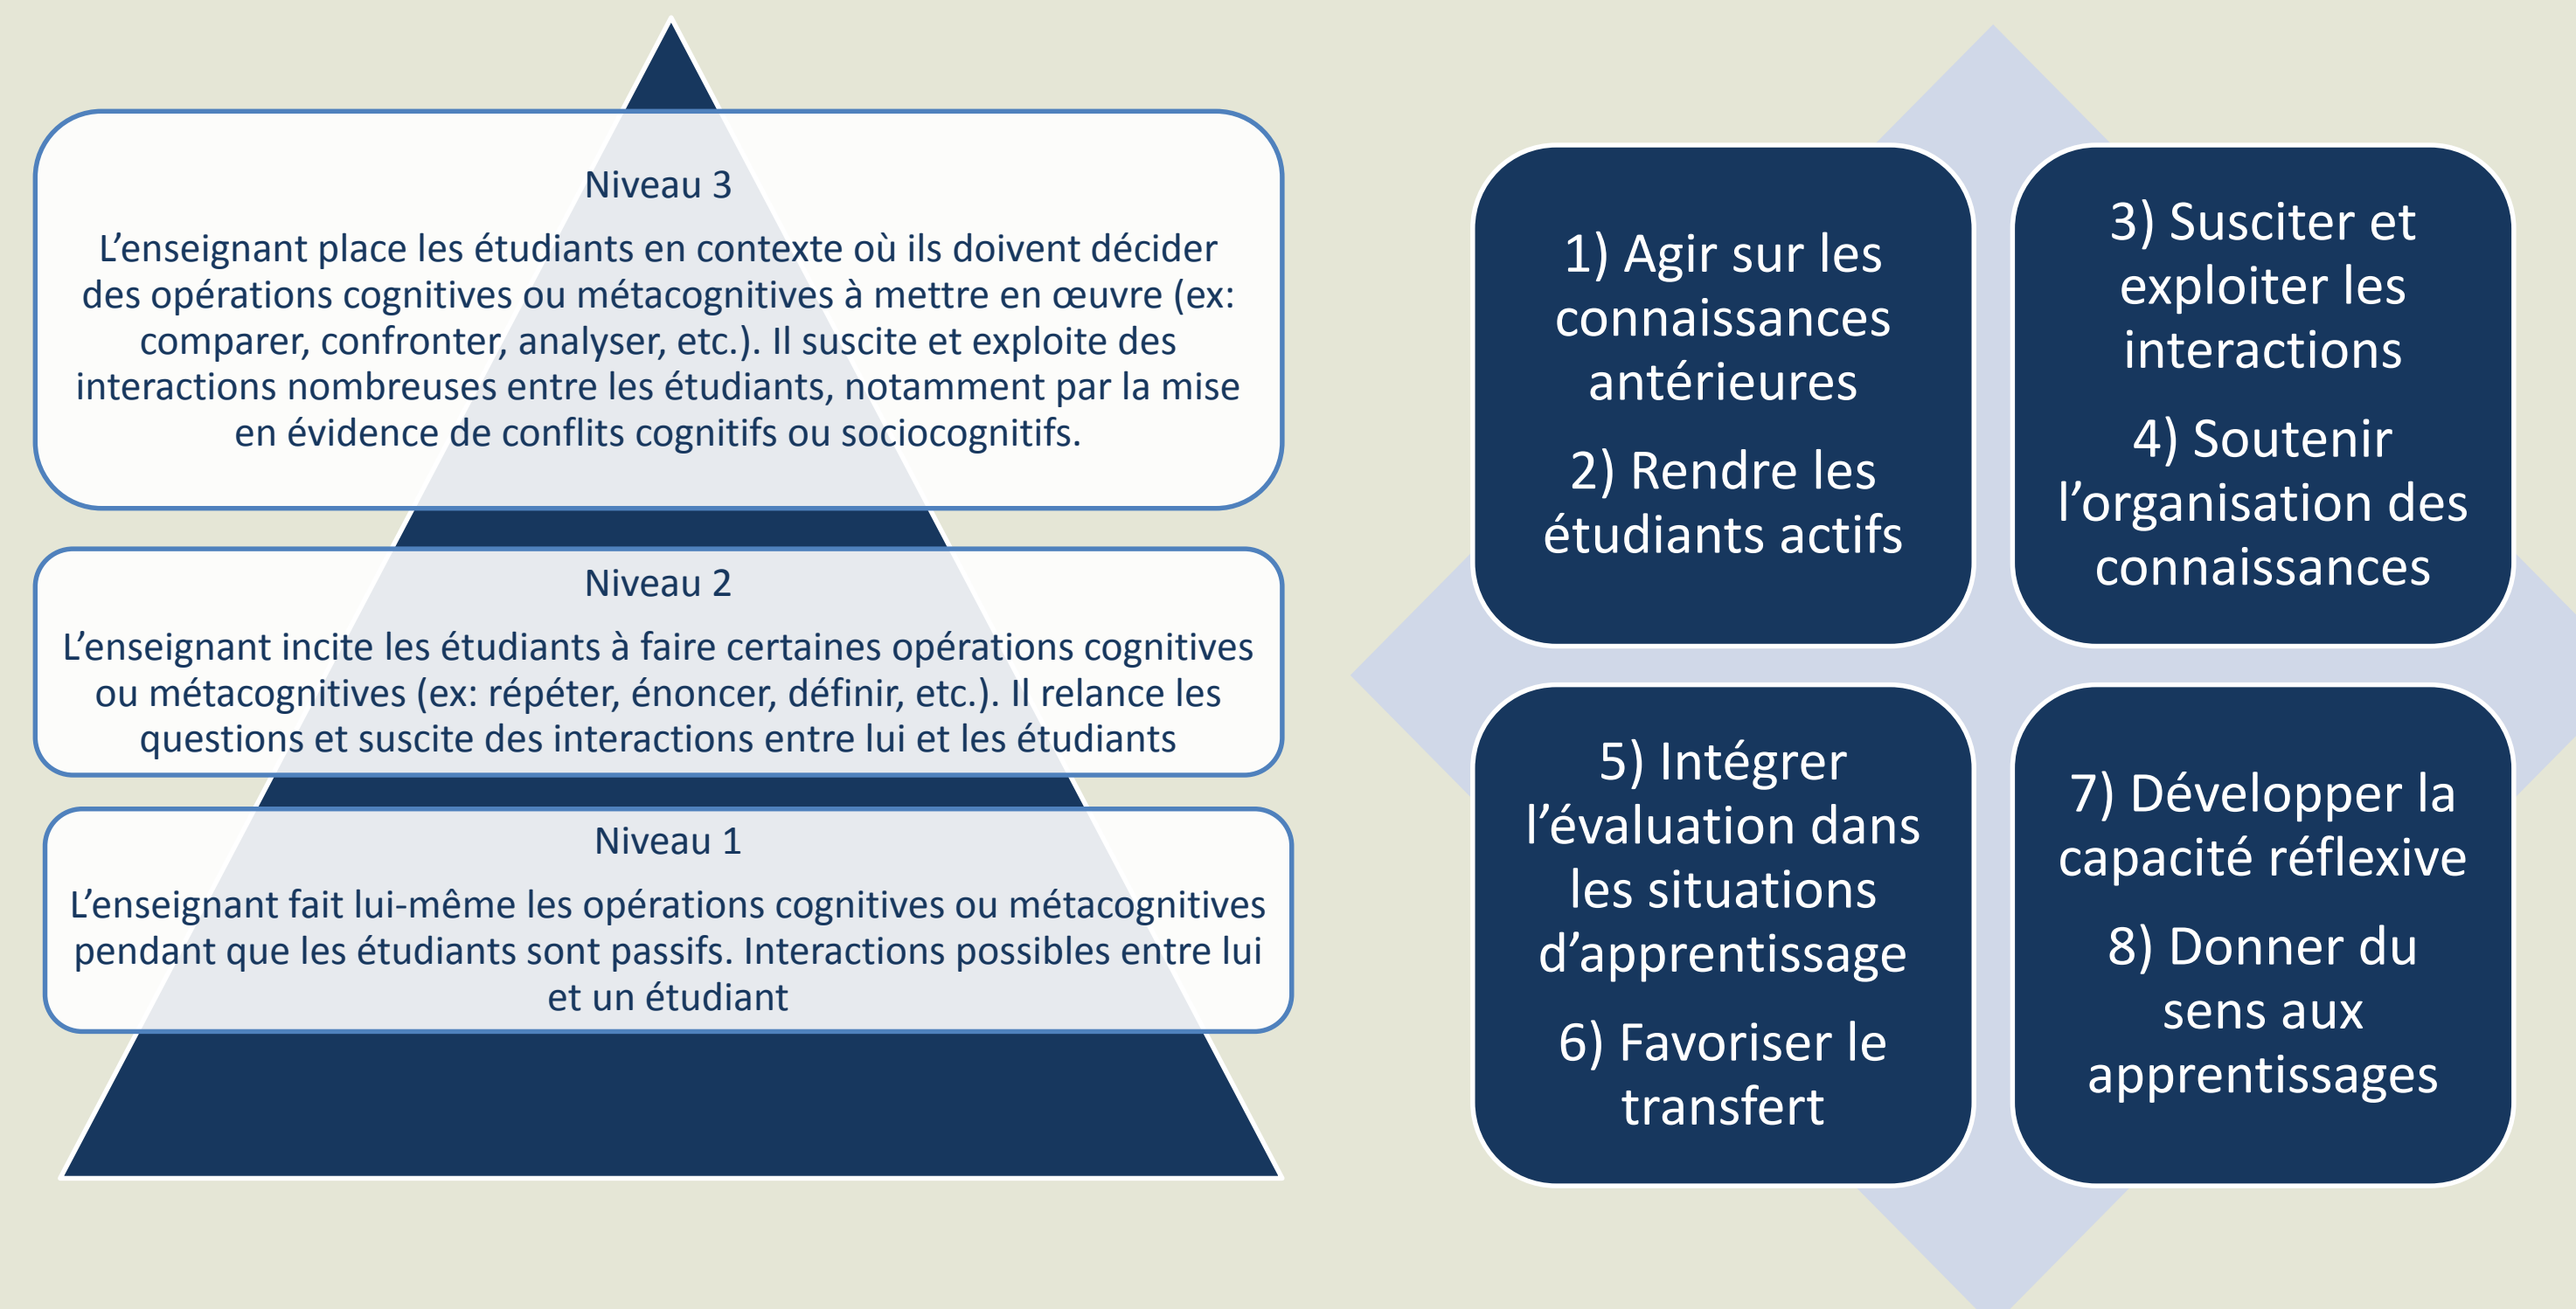 Niveau 3
L’enseignant place les étudiants en contexte où ils doivent décider
des opérations cognitives ou métacognitives à mettre en œuvre (ex:
comparer, confronter, analyser, etc.). Il suscite et exploite des
interactions nombreuses entre les étudiants, notamment par la mise
en évidence de conflits cognitifs ou sociocognitifs.
Niveau 2
L’enseignant incite les étudiants à faire certaines opérations cognitives
ou métacognitives (ex: répéter, énoncer, définir, etc.). Il relance les
questions et suscite des interactions entre lui et les étudiants
Niveau 1
L’enseignant fait lui-même les opérations cognitives ou métacognitives
pendant que les étudiants sont passifs. Interactions possibles entre lui
et un étudiant
1) Agir sur les
connaissances
antérieures
2) Rendre les
étudiants actifs
3) Susciter et
exploiter les
interactions
4) Soutenir
l’organisation des
connaissances
5) Intégrer
l’évaluation dans
les situations
d’apprentissage
6) Favoriser le
transfert
7) Développer la
capacité réflexive
8) Donner du
sens aux
apprentissages